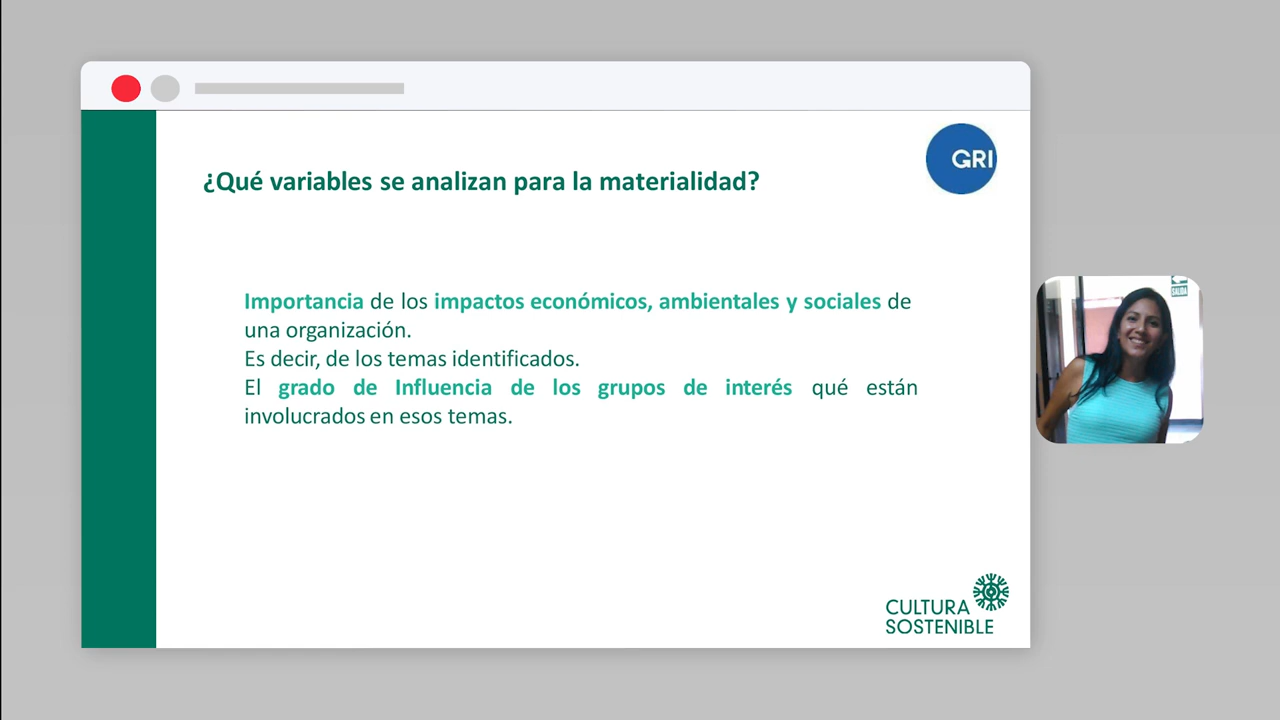 GRI
¿Qué variables se analizan para la materialidad?
Importancia de los impactos económicos, ambientales y sociales de
una organización.
Es decir, de los temas identificados.
El grado de Influencia de los grupos de interés qué están
involucrados en esos temas.
SALIDA
CULTURA
SOSTENIBLE